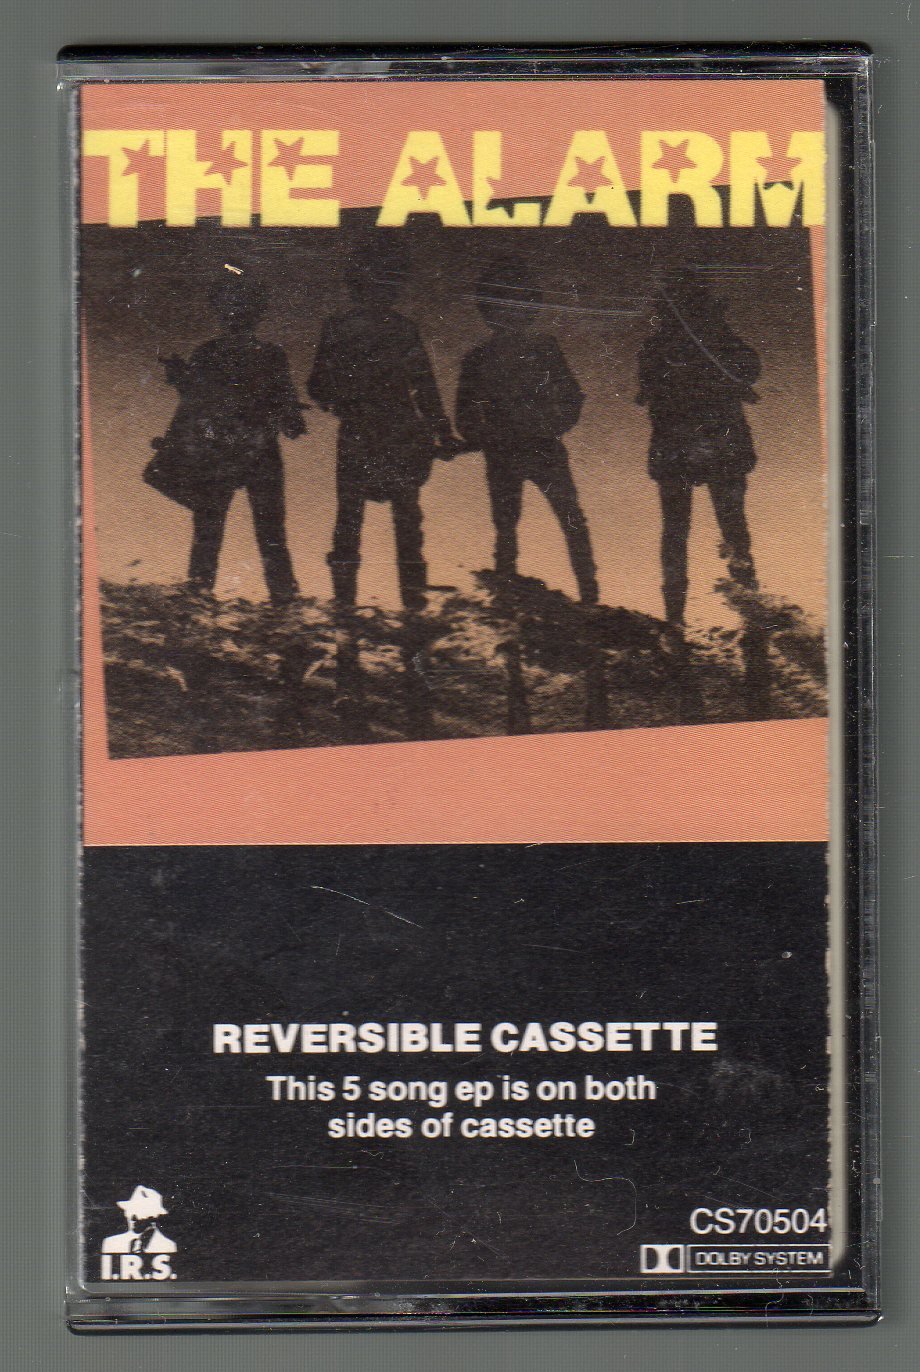 THE ALARM
REVERSIBLE CASSETTE
This 5 song ep is on both
sides of cassette
I.R.S.
CS70504
DOLBY SYSTEM